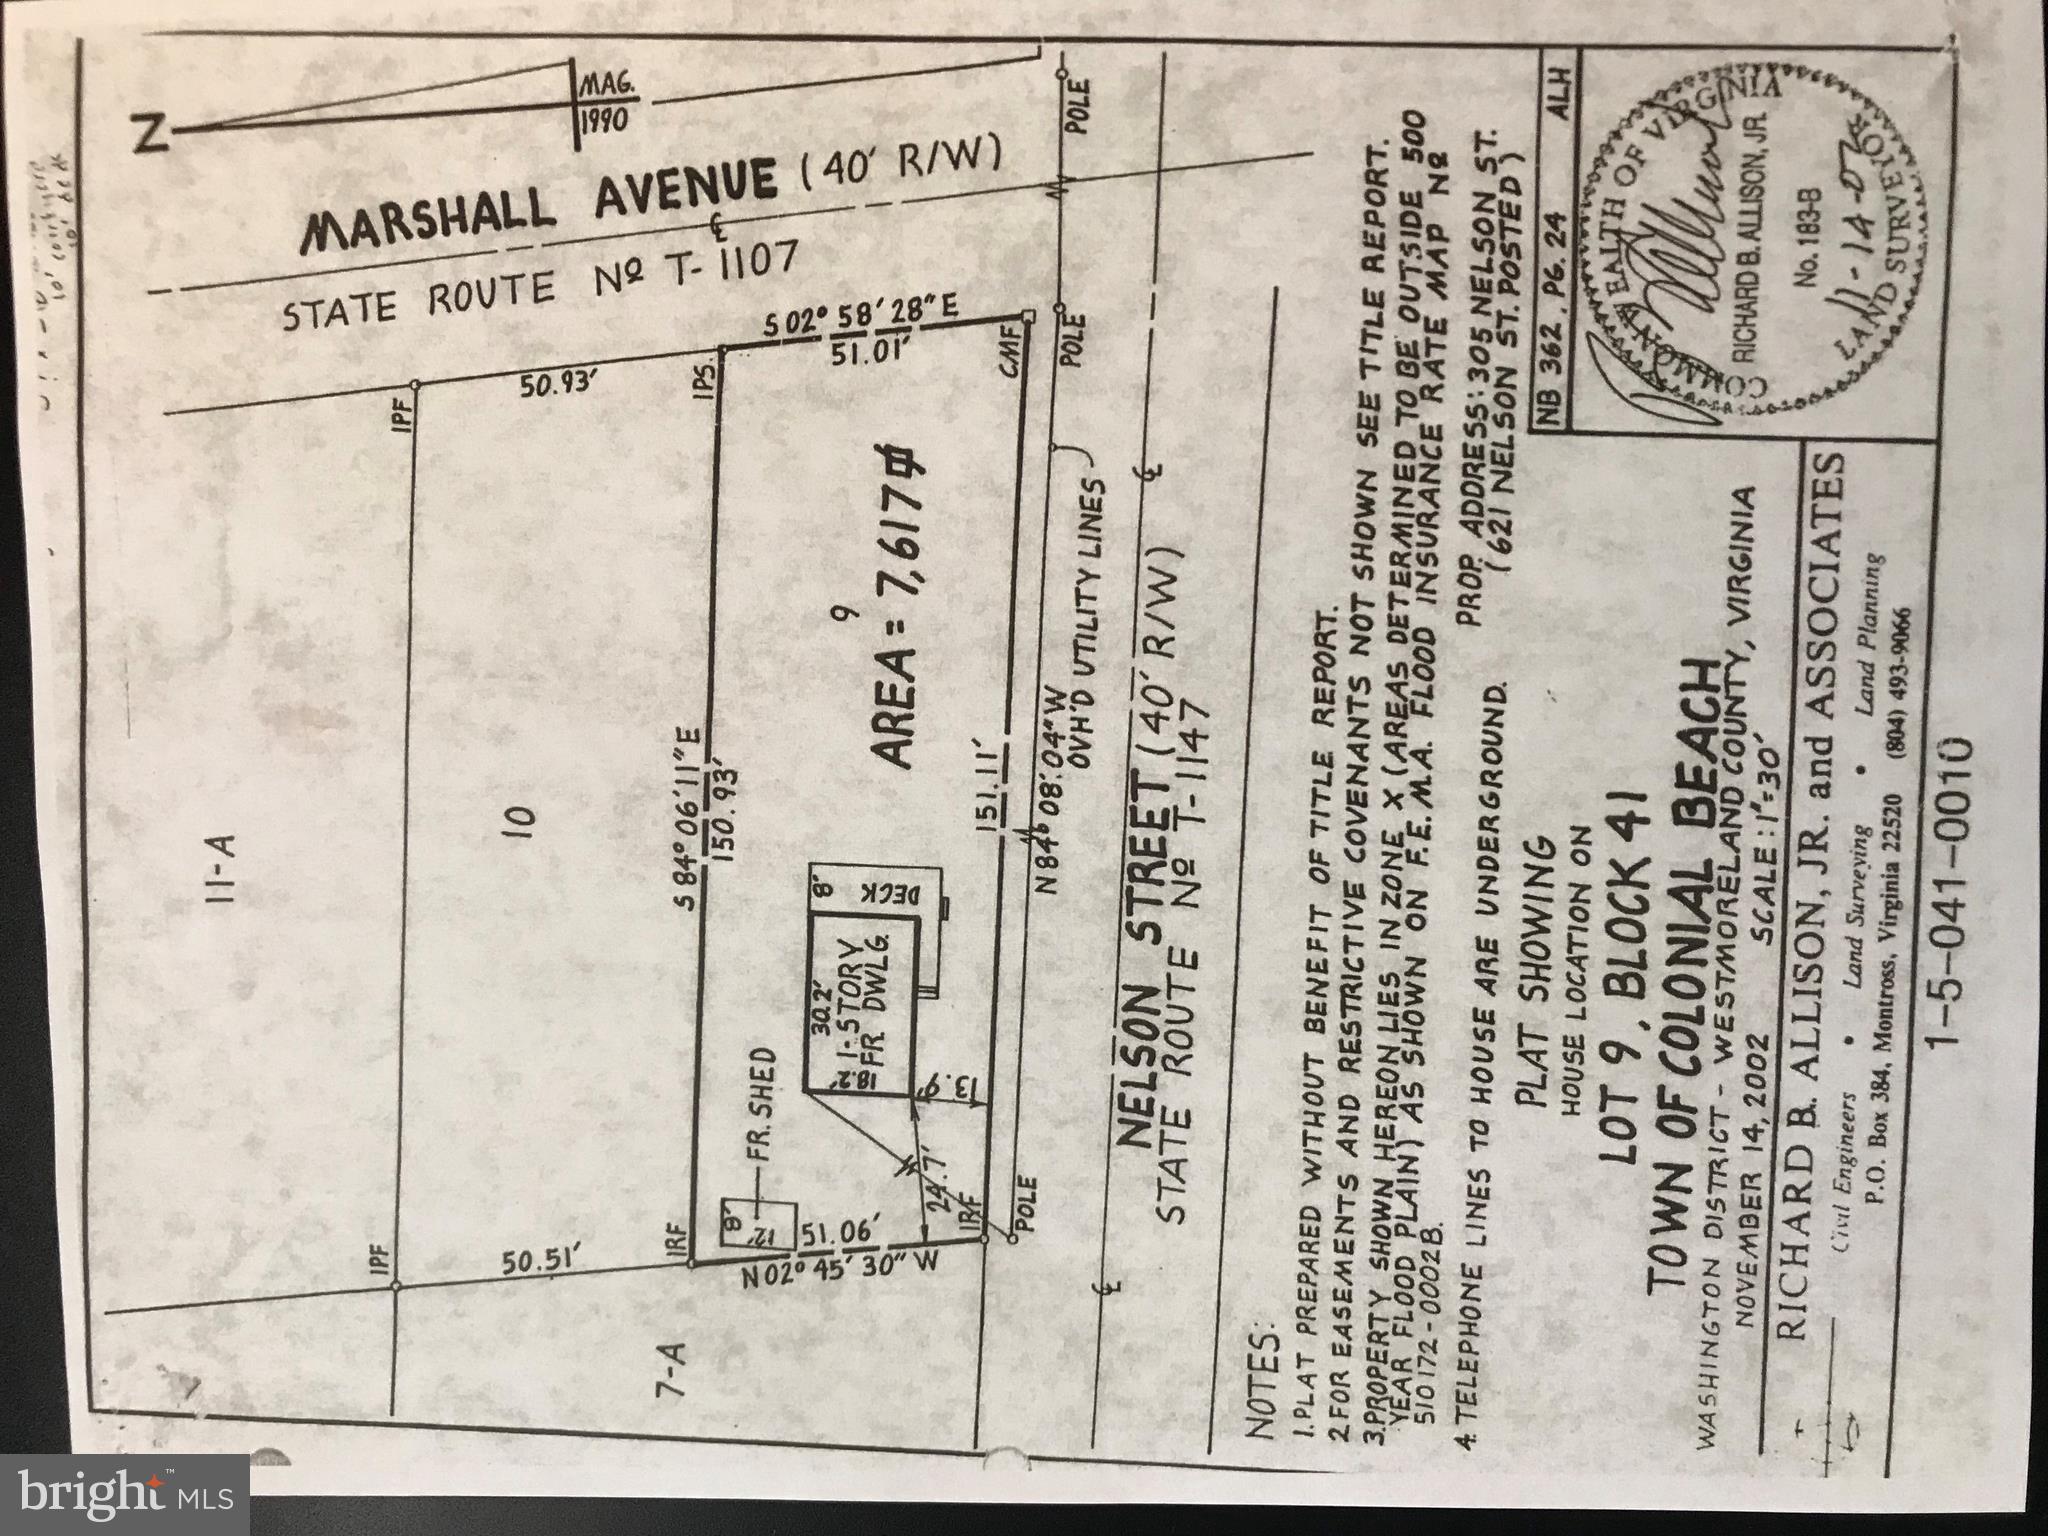 N
MAG.
1990
MARSHALL AVENUE (40' R/W)
℄
STATE ROUTE Nº T-1107
11-A
IPF
IPF
50.93'
50.51'
10
IPS.
S 02° 58' 28" E
51.01'
CMF
S 84° 06' 11" E
150.93'
IRF
7-A
9
AREA = 7,617
FR. SHED
8'
12'
51.06'
N 02° 45' 30" W
30.2'
1-STORY
FR DWLG.
18.2'
8'
DECK
13.9'
24.7'
IRF
POLE
151.11'
N 84° 08' 04" W
OVH'D UTILITY LINES
POLE
POLE
℄
℄
NELSON STREET (40' R/W)
STATE ROUTE Nº T-1147
NOTES:
1. PLAT PREPARED WITHOUT BENEFIT OF TITLE REPORT.
2. FOR EASEMENTS AND RESTRICTIVE COVENANTS NOT SHOWN SEE TITLE REPORT.
3. PROPERTY SHOWN HEREON LIES IN ZONE X (AREAS DETERMINED TO BE OUTSIDE 500
YEAR FLOOD PLAIN) AS SHOWN ON F.E.M.A. FLOOD INSURANCE RATE MAP Nº
510172-0002B.
4. TELEPHONE LINES TO HOUSE ARE UNDERGROUND.
PROP. ADDRESS: 305 NELSON ST.
(621 NELSON ST. POSTED)
PLAT SHOWING
HOUSE LOCATION ON
LOT 9, BLOCK 41
TOWN OF COLONIAL BEACH
WASHINGTON DISTRICT - WESTMORELAND COUNTY, VIRGINIA
NOVEMBER 14, 2002 SCALE: 1"=30'
NB 362, PG. 24 ALH
COMMONWEALTH OF VIRGINIA
RICHARD B. ALLISON, JR.
No. 183-B
11-14-02
LAND SURVEYOR
RICHARD B. ALLISON, JR. and ASSOCIATES
Civil Engineers • Land Surveying • Land Planning
P.O. Box 384, Montross, Virginia 22520 (804) 493-9066
1-5-041-0010
bright™ MLS